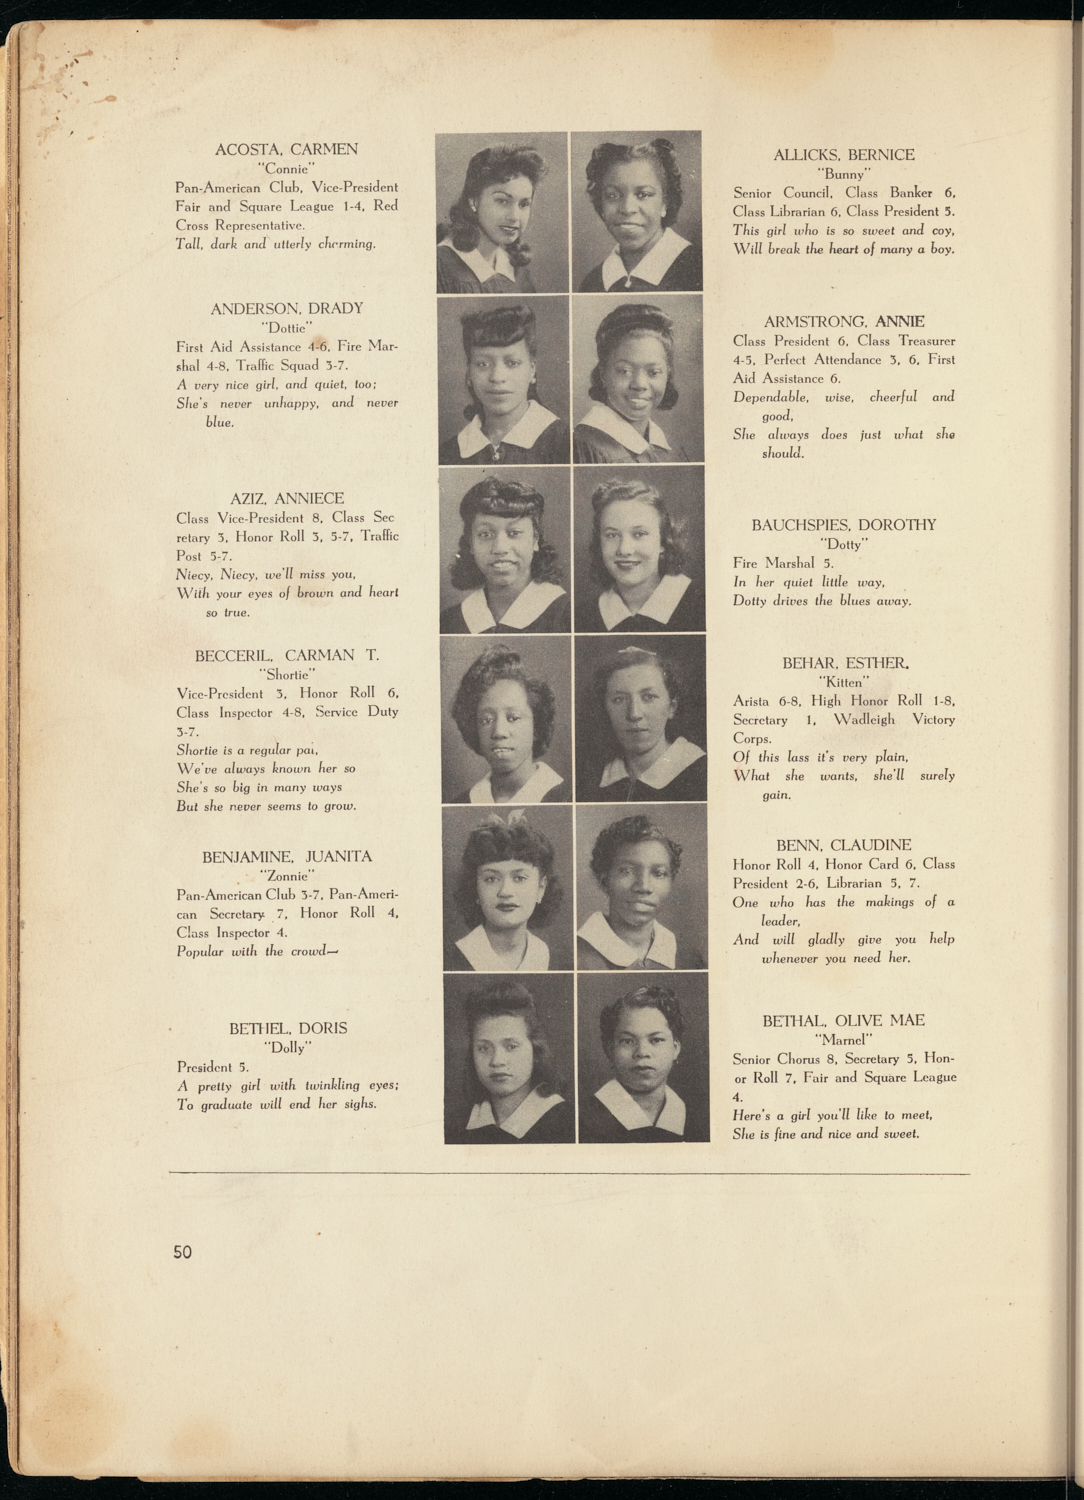 ACOSTA, CARMEN
"Connie"
Pan-American Club, Vice-President
Fair and Square League 1-4, Red
Cross Representative.
Tall, dark and utterly charming.
ANDERSON, DRADY
"Dottie"
First Aid Assistance 4-6, Fire Mar-
shal 4-8, Traffic Squad 3-7.
A very nice girl, and quiet, too;
She's never unhappy, and never
blue.
AZIZ, ANNIECE
Class Vice-President 8, Class Sec
retary 3, Honor Roll 3, 5-7, Traffic
Post 5-7.
Niecy, Niecy, we'll miss you,
With your eyes of brown and heart
so true.
BECCERIL, CARMAN T.
"Shortie"
Vice-President 3, Honor Roll 6,
Class Inspector 4-8, Service Duty
3-7.
Shortie is a regular pal,
We've always known her so
She's so big in many ways
But she never seems to grow.
BENJAMINE, JUANITA
"Zonnie"
Pan-American Club 3-7, Pan-Ameri-
can Secretary 7, Honor Roll 4,
Class Inspector 4.
Popular with the crowd—
BETHEL, DORIS
"Dolly"
President 5.
A pretty girl with twinkling eyes;
To graduate will end her sighs.
ALLICKS, BERNICE
"Bunny"
Senior Council, Class Banker 6,
Class Librarian 6, Class President 5.
This girl who is so sweet and coy,
Will break the heart of many a boy.
ARMSTRONG, ANNIE
Class President 6, Class Treasurer
4-5, Perfect Attendance 3, 6, First
Aid Assistance 6.
Dependable, wise, cheerful and
good,
She always does just what she
should.
BAUCHSPIES, DOROTHY
"Dotty"
Fire Marshal 5.
In her quiet little way,
Dotty drives the blues away.
BEHAR, ESTHER.
"Kitten"
Arista 6-8, High Honor Roll 1-8,
Secretary 1, Wadleigh Victory
Corps.
Of this lass it's very plain,
What she wants, she'll surely
gain.
BENN, CLAUDINE
Honor Roll 4, Honor Card 6, Class
President 2-6, Librarian 5, 7.
One who has the makings of a
leader,
And will gladly give you help
whenever you need her.
BETHAL, OLIVE MAE
"Marnel"
Senior Chorus 8, Secretary 5, Hon-
or Roll 7, Fair and Square League
4.
Here's a girl you'll like to meet,
She is fine and nice and sweet.
50